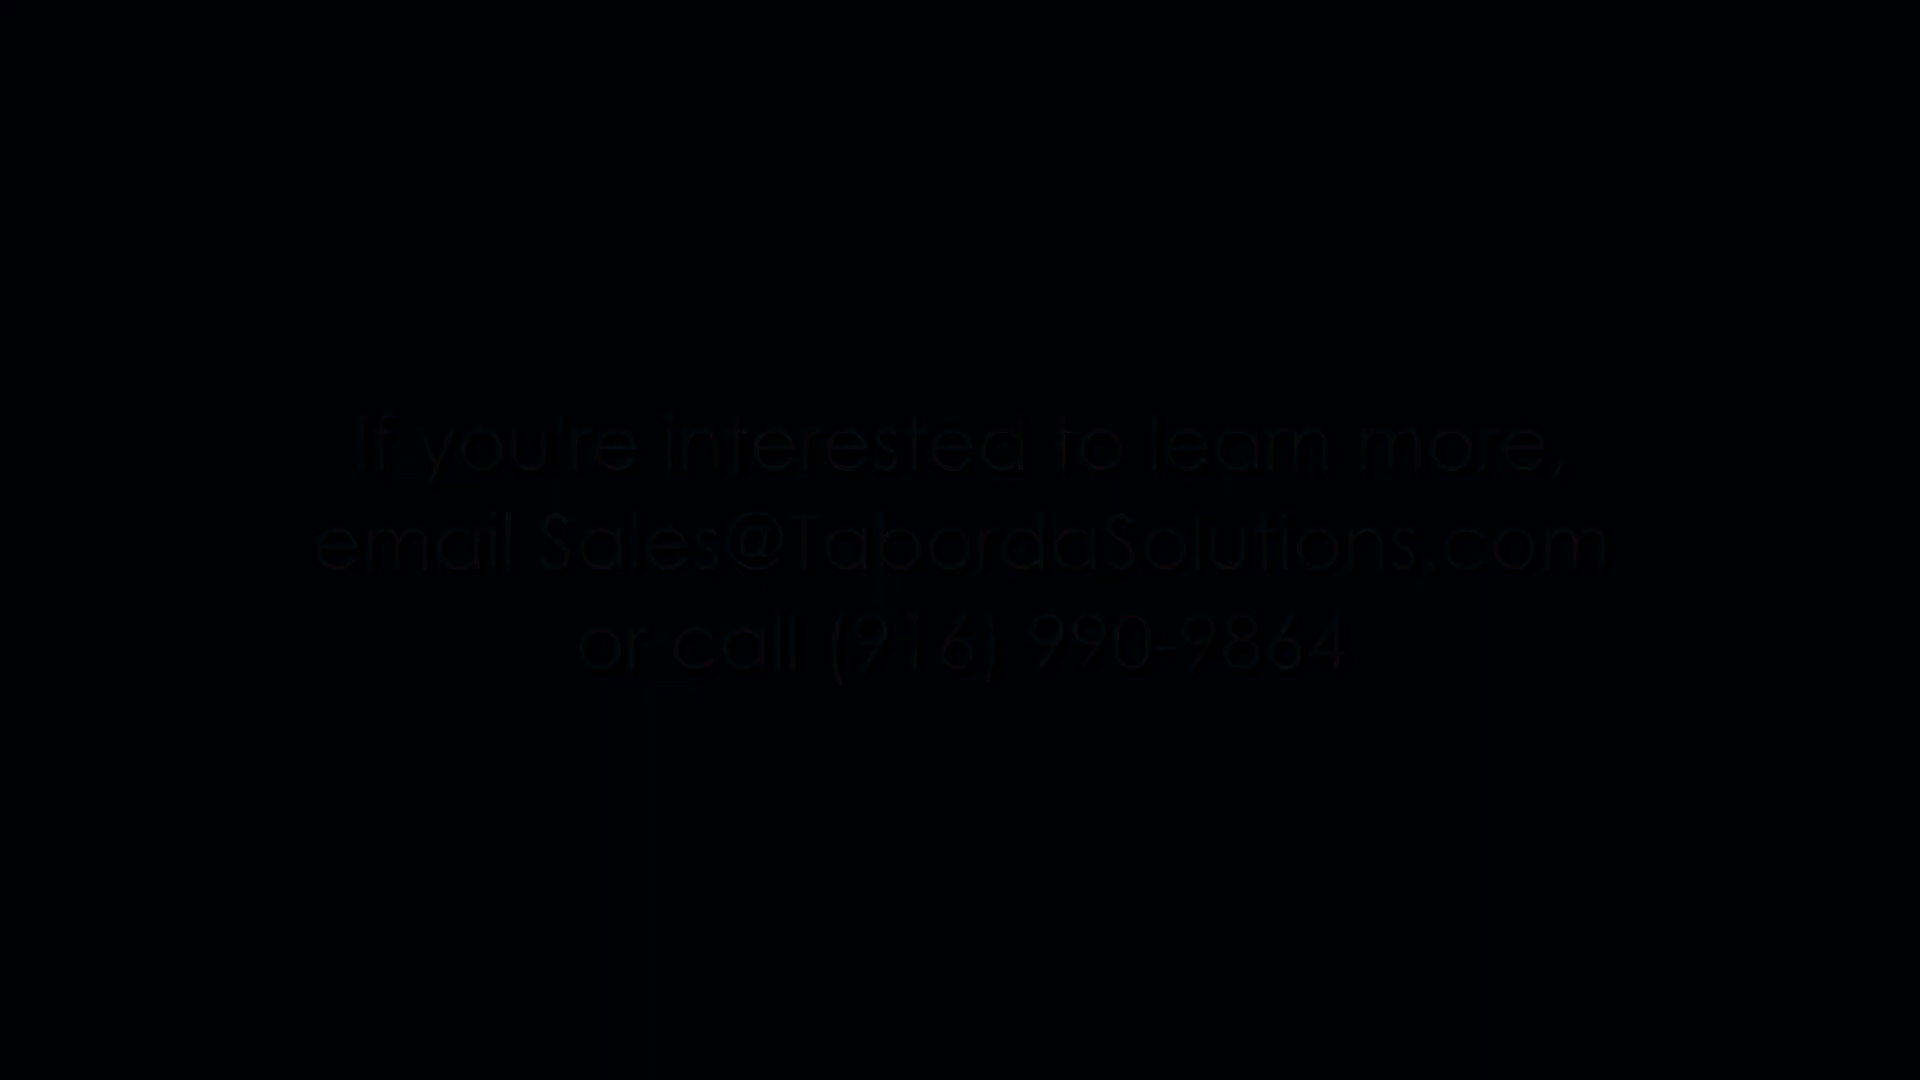 If you're interested to learn more,
email Sales@TabordaSolutions.com
or call (916) 990-9864